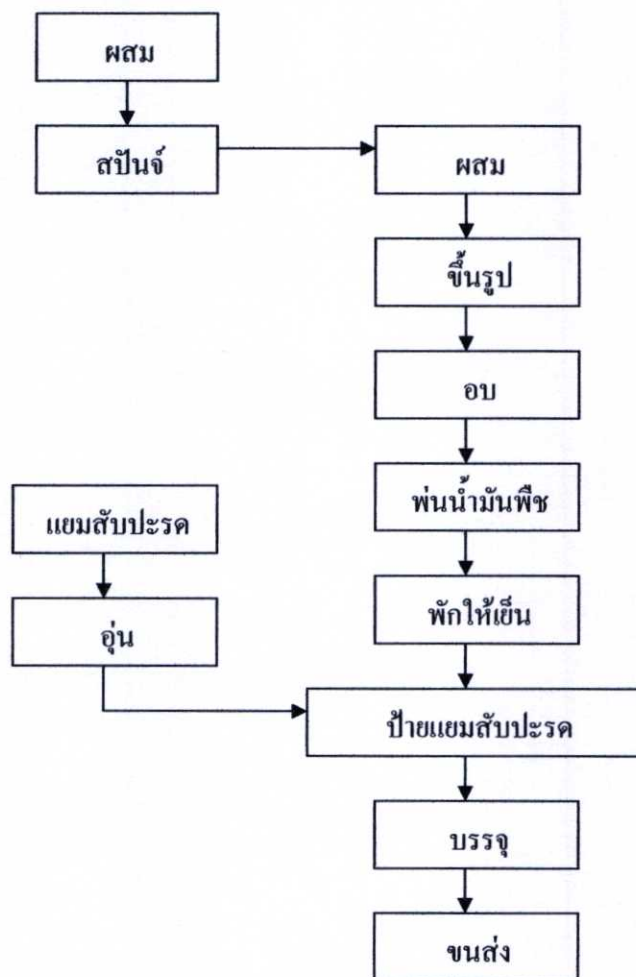 ผสม
สปันจ์
ผสม
ขึ้นรูป
อบ
พ่นน้ำมันพืช
แยมสับปะรด
พักให้เย็น
อุ่น
ป้ายแยมสับปะรด
บรรจุ
ขนส่ง